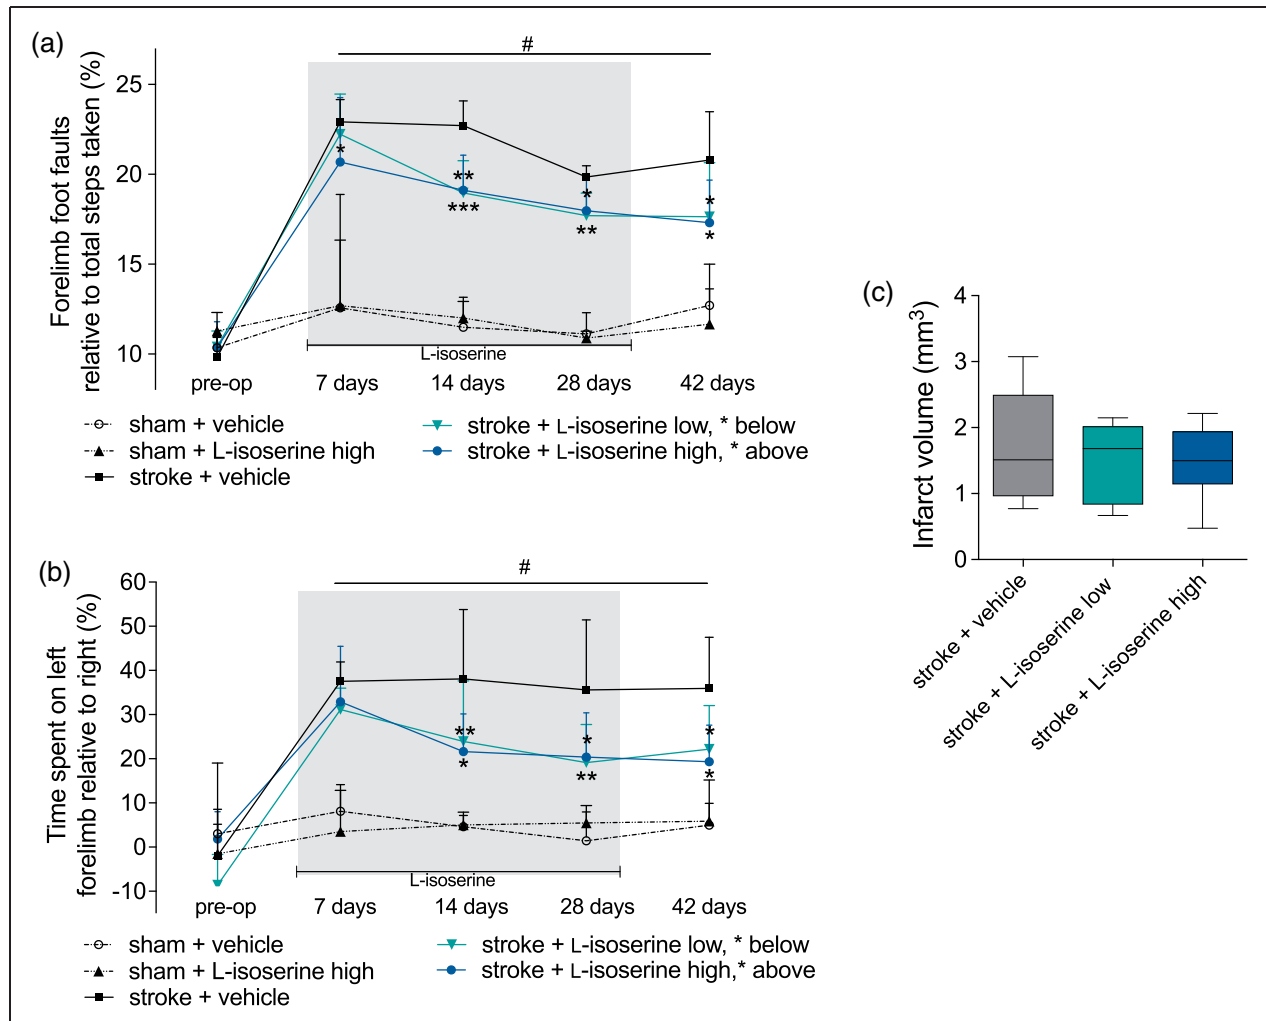 (a)
#
Forelimb foot faults
relative to total steps taken (%)
25
20
15
10
*
**
***
*
**
*
*
L-isoserine
pre-op 7 days 14 days 28 days 42 days
sham + vehicle
sham + L-isoserine high
stroke + vehicle
stroke + L-isoserine low, * below
stroke + L-isoserine high, * above
(b)
#
Time spent on left
forelimb relative to right (%)
60
50
40
30
20
10
0
-10
**
*
*
**
*
*
L-isoserine
pre-op 7 days 14 days 28 days 42 days
sham + vehicle
sham + L-isoserine high
stroke + vehicle
stroke + L-isoserine low, * below
stroke + L-isoserine high,* above
(c)
Infarct volume (mm³)
4
3
2
1
0
stroke + vehicle
stroke + L-isoserine low
stroke + L-isoserine high